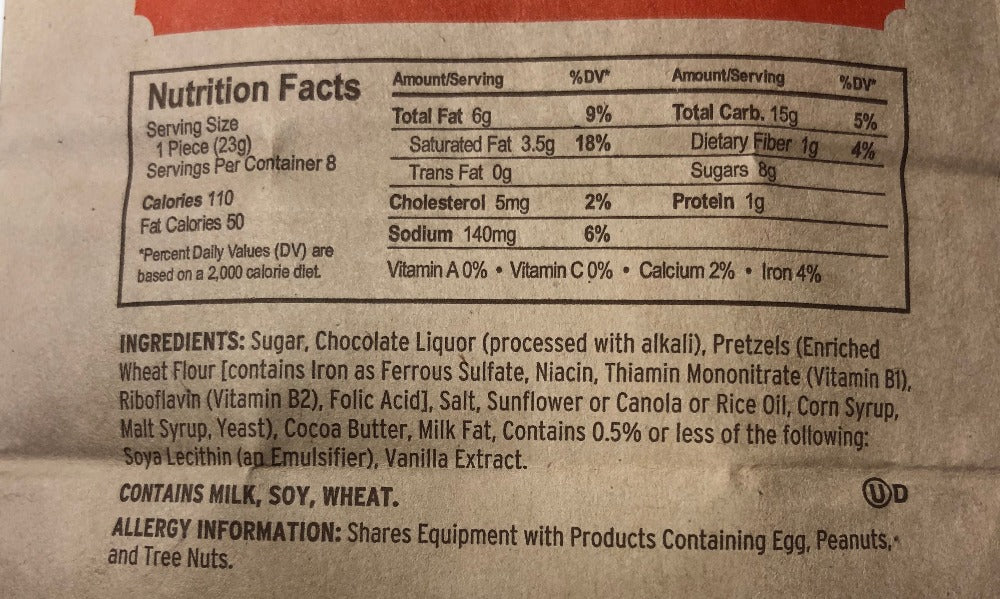 Nutrition Facts
Serving Size
1 Piece (23g)
Servings Per Container 8
Calories 110
Fat Calories 50
*Percent Daily Values (DV) are
based on a 2,000 calorie diet.
Amount/Serving %DV*
Total Fat 6g 9%
Saturated Fat 3.5g 18%
Trans Fat 0g
Cholesterol 5mg 2%
Sodium 140mg 6%
Amount/Serving %DV*
Total Carb. 15g 5%
Dietary Fiber 1g 4%
Sugars 8g
Protein 1g
Vitamin A 0% • Vitamin C 0% • Calcium 2% • Iron 4%
INGREDIENTS: Sugar, Chocolate Liquor (processed with alkali), Pretzels (Enriched
Wheat Flour [contains Iron as Ferrous Sulfate, Niacin, Thiamin Mononitrate (Vitamin B1),
Riboflavin (Vitamin B2), Folic Acid], Salt, Sunflower or Canola or Rice Oil, Corn Syrup,
Malt Syrup, Yeast), Cocoa Butter, Milk Fat, Contains 0.5% or less of the following:
Soya Lecithin (an Emulsifier), Vanilla Extract.
CONTAINS MILK, SOY, WHEAT.
ⓊD
ALLERGY INFORMATION: Shares Equipment with Products Containing Egg, Peanuts,
and Tree Nuts.